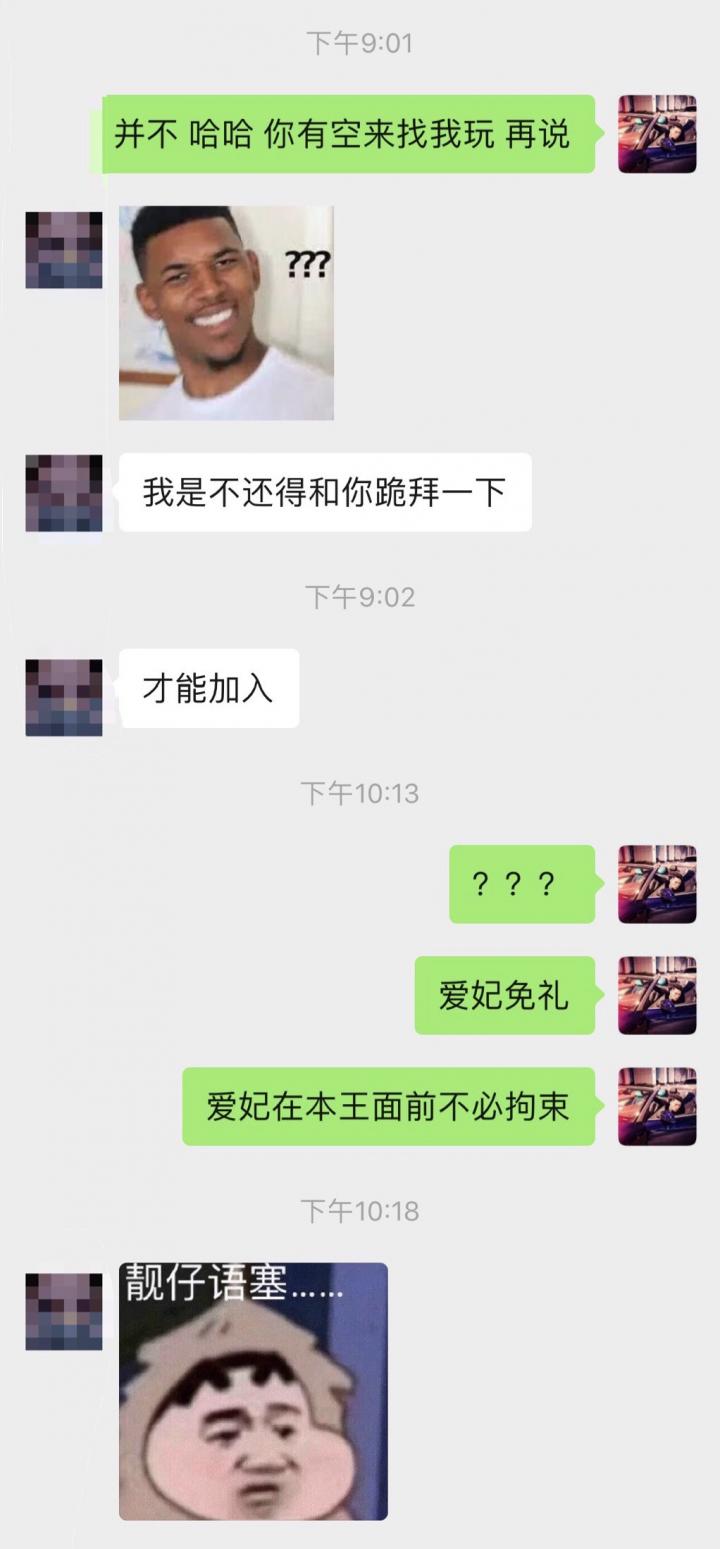 下午9:01
并不 哈哈 你有空来找我玩 再说
???
我是不还得和你跪拜一下
下午9:02
才能加入
下午10:13
？？？
爱妃免礼
爱妃在本王面前不必拘束
下午10:18
靓仔语塞……